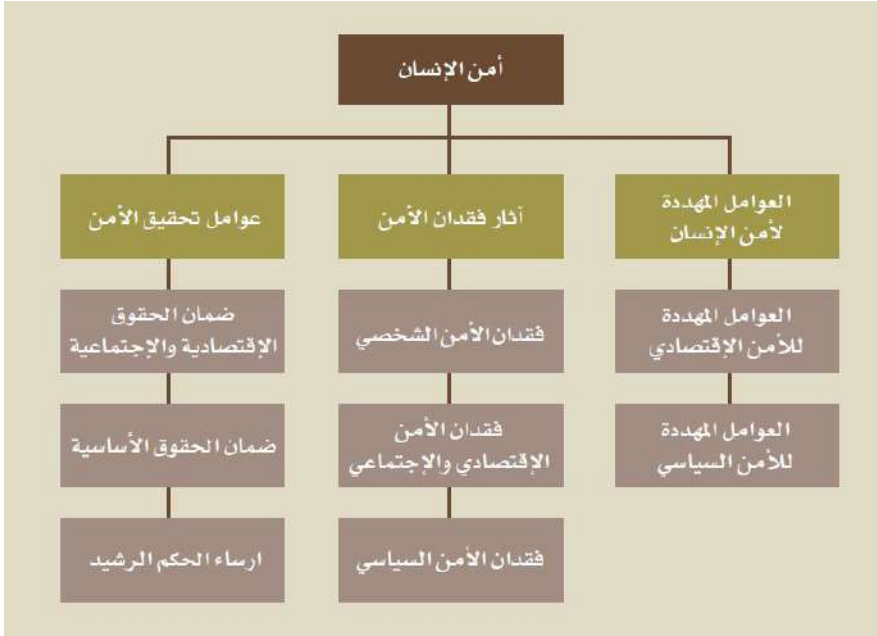 أمن الإنسان
العوامل المهددة
لأمن الإنسان
العوامل المهددة
للأمن الإقتصادي
العوامل المهددة
للأمن السياسي
آثار فقدان الأمن
فقدان الأمن الشخصي
فقدان الأمن
الإقتصادي والإجتماعي
فقدان الأمن السياسي
عوامل تحقيق الأمن
ضمان الحقوق
الإقتصادية والإجتماعية
ضمان الحقوق الأساسية
ارساء الحكم الرشيد